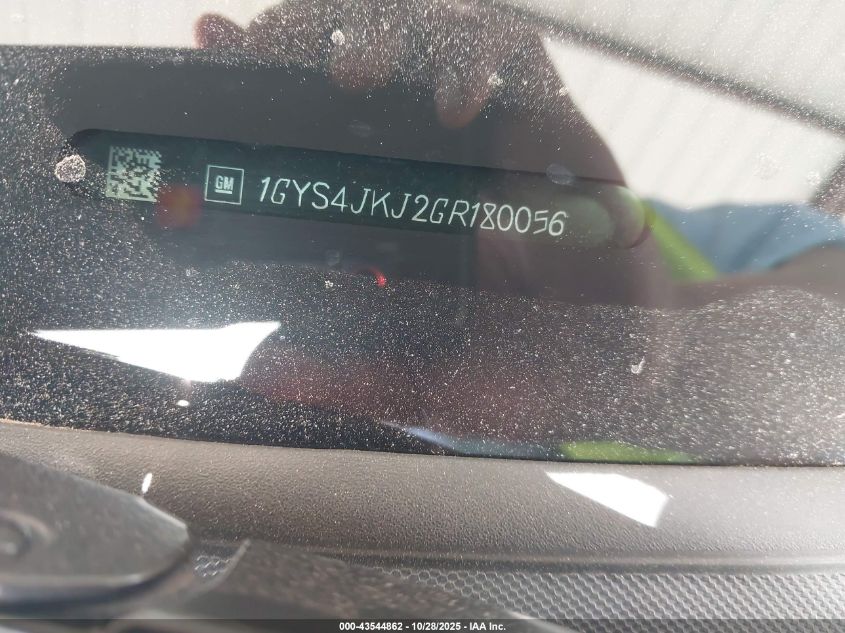 GM 1GYS4JKJ2GR180056
000-43544862 - 10/28/2025 - IAA Inc.